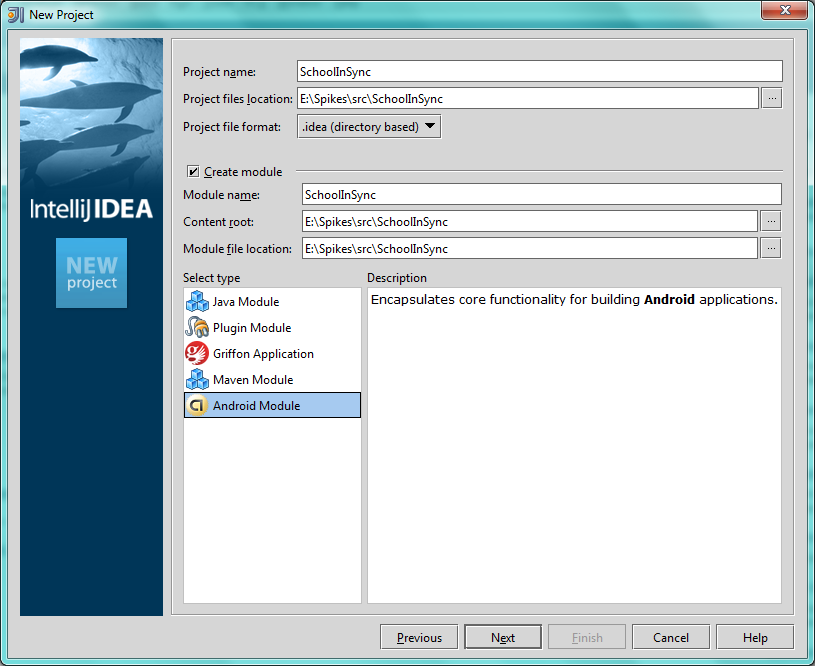 New Project
IntelliJIDEA
NEW
project
Project name: SchoolInSync
Project files location: E:\Spikes\src\SchoolInSync ...
Project file format: .idea (directory based)
Create module
Module name: SchoolInSync
Content root: E:\Spikes\src\SchoolInSync ...
Module file location: E:\Spikes\src\SchoolInSync ...
Select type
Java Module
Plugin Module
Griffon Application
Maven Module
Android Module
Description
Encapsulates core functionality for building Android applications.
Previous Next Finish Cancel Help